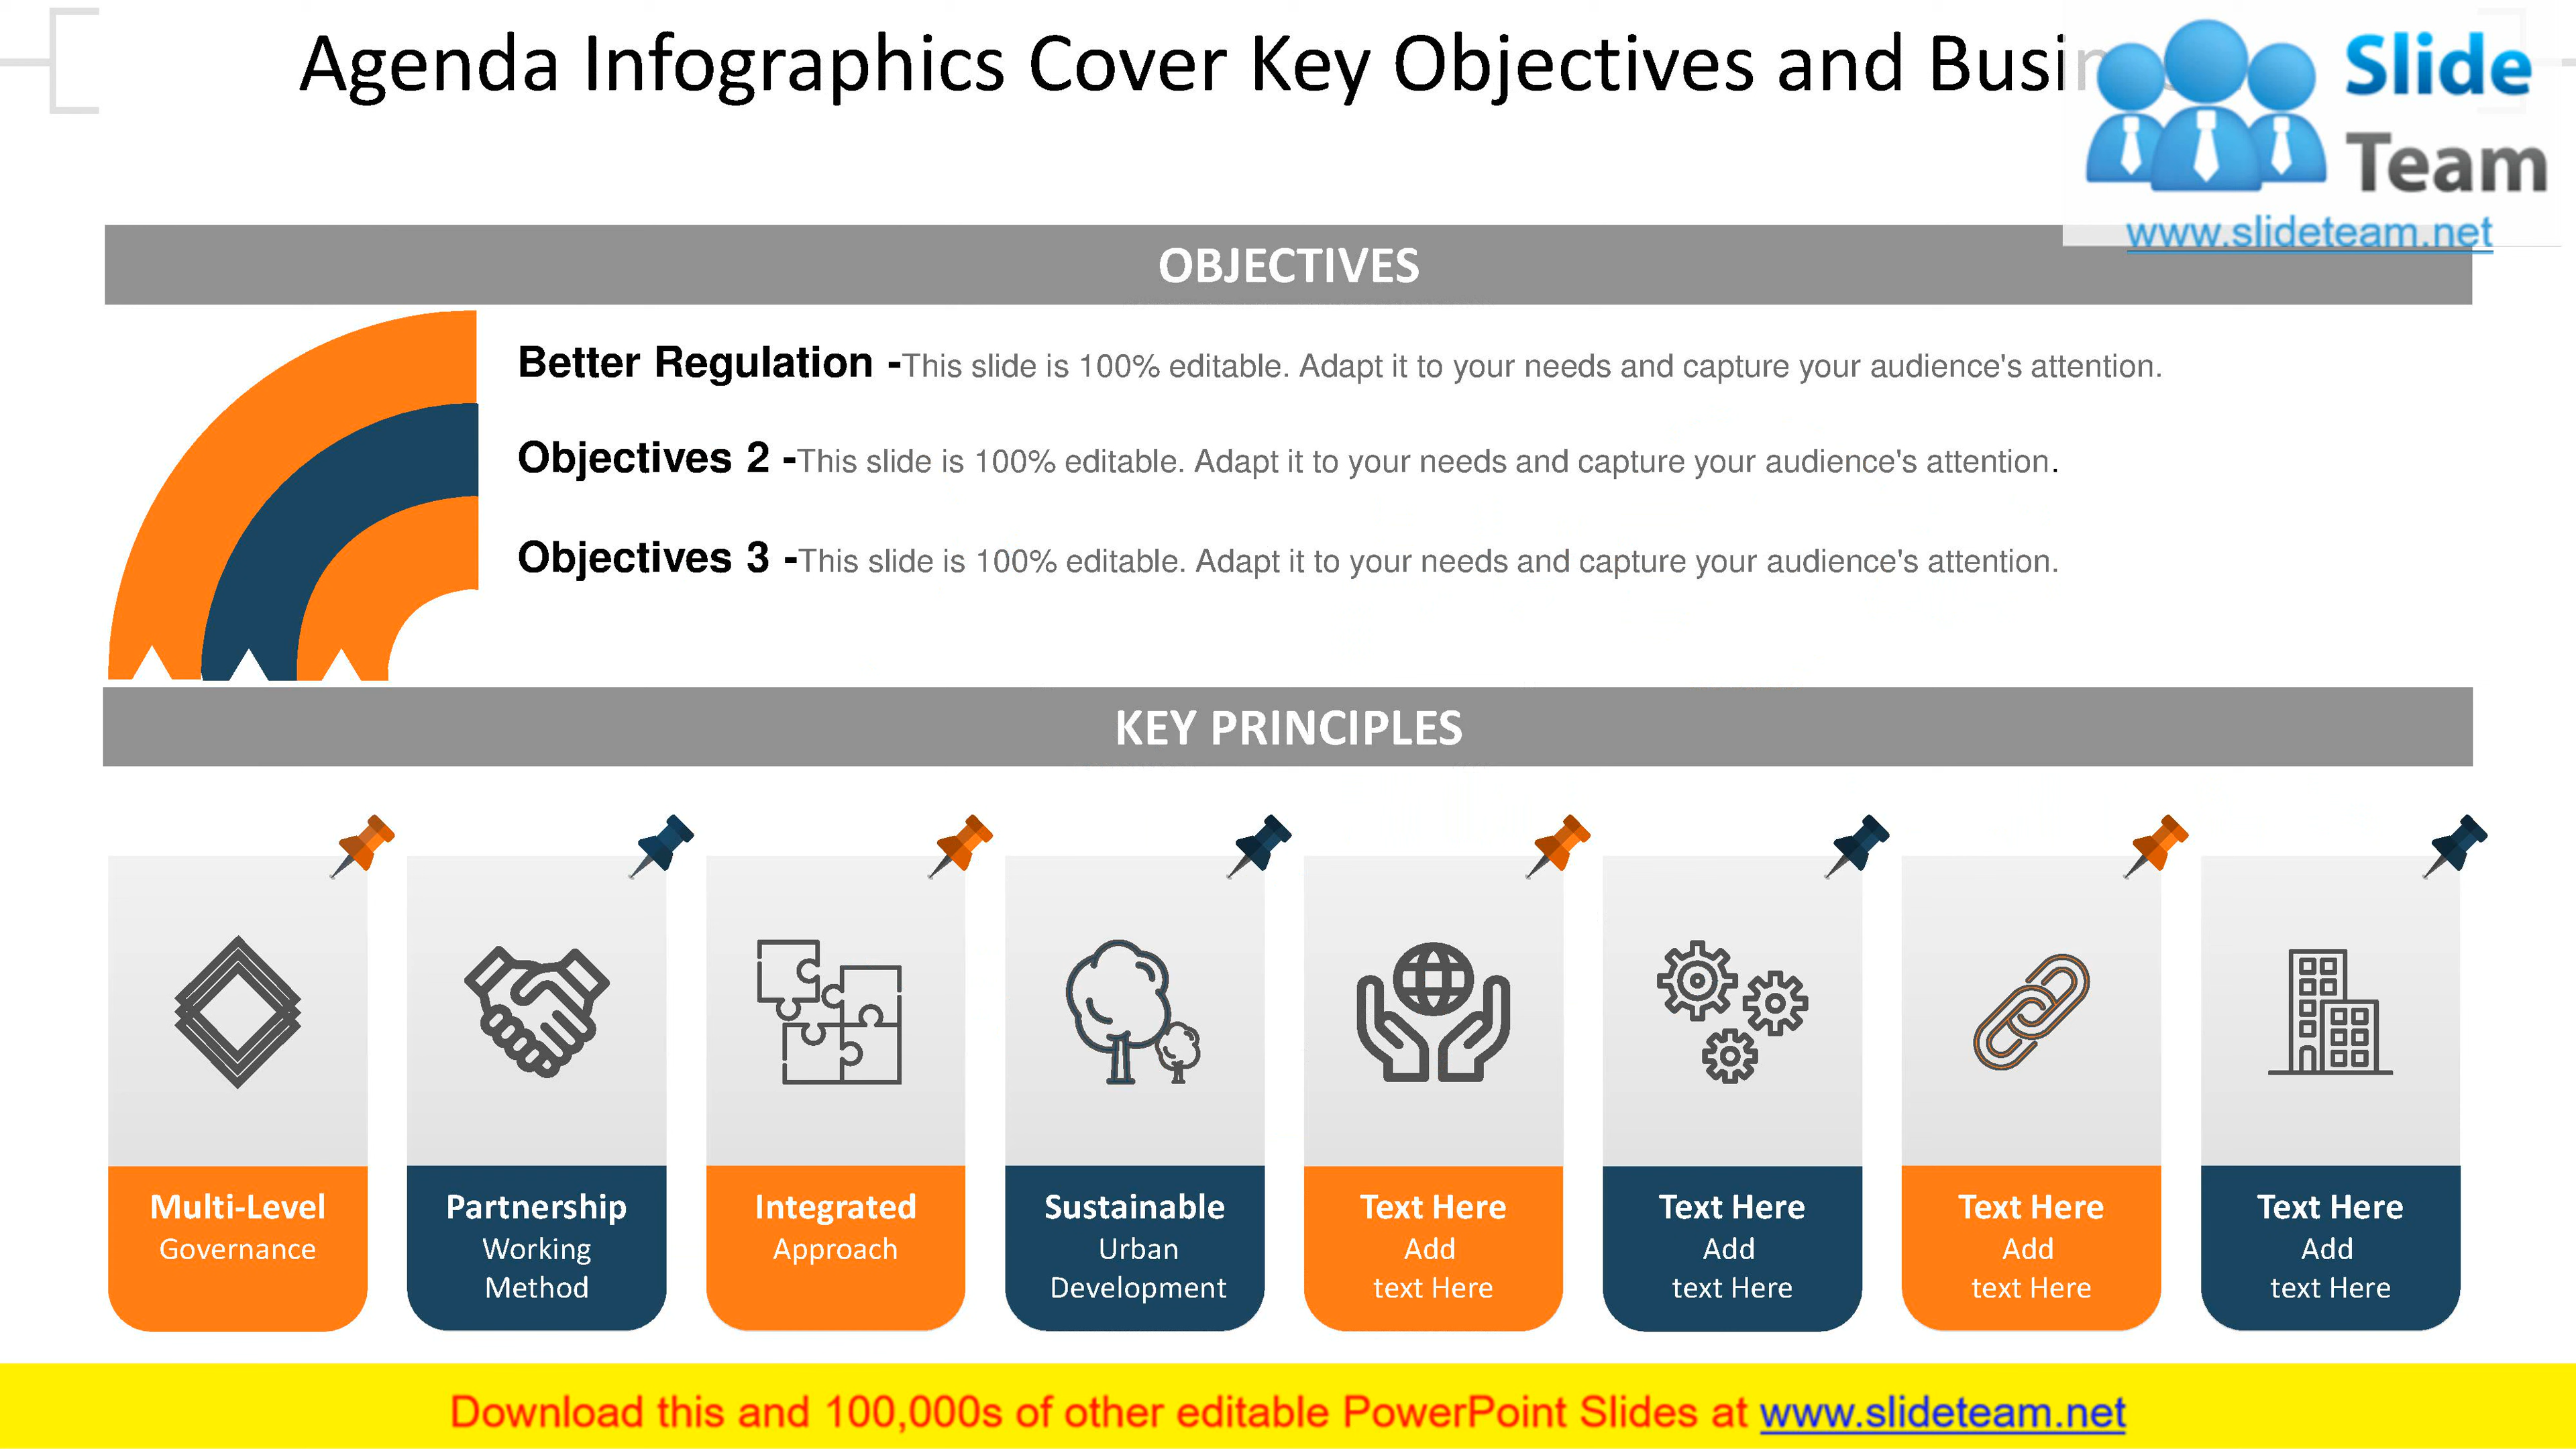 Agenda Infographics Cover Key Objectives and
Slide
Team
www.slideteam.net
OBJECTIVES
Better Regulation -This slide is 100% editable. Adapt it to your needs and capture your audience's attention.
Objectives 2 -This slide is 100% editable. Adapt it to your needs and capture your audience's attention.
Objectives 3 -This slide is 100% editable. Adapt it to your needs and capture your audience's attention.
KEY PRINCIPLES
Multi-Level
Governance
Partnership
Working
Method
Integrated
Approach
Sustainable
Urban
Development
Text Here
Add
text Here
Text Here
Add
text Here
Text Here
Add
text Here
Text Here
Add
text Here
Download this and 100,000s of other editable PowerPoint Slides at www.slideteam.net